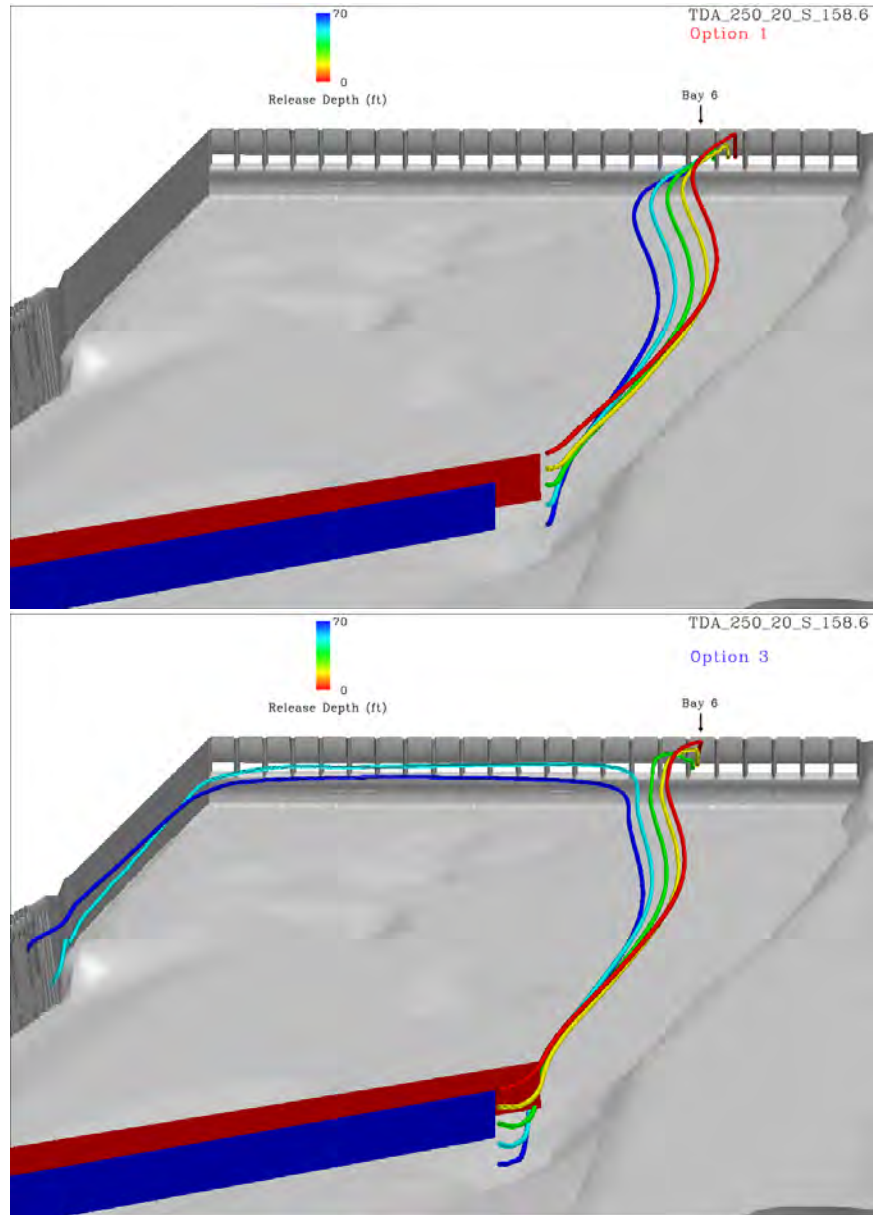 70
TDA_250_20_S_158.6
Option 1
0
Release Depth (ft)
Bay 6
70
TDA_250_20_S_158.6
Option 3
0
Release Depth (ft)
Bay 6